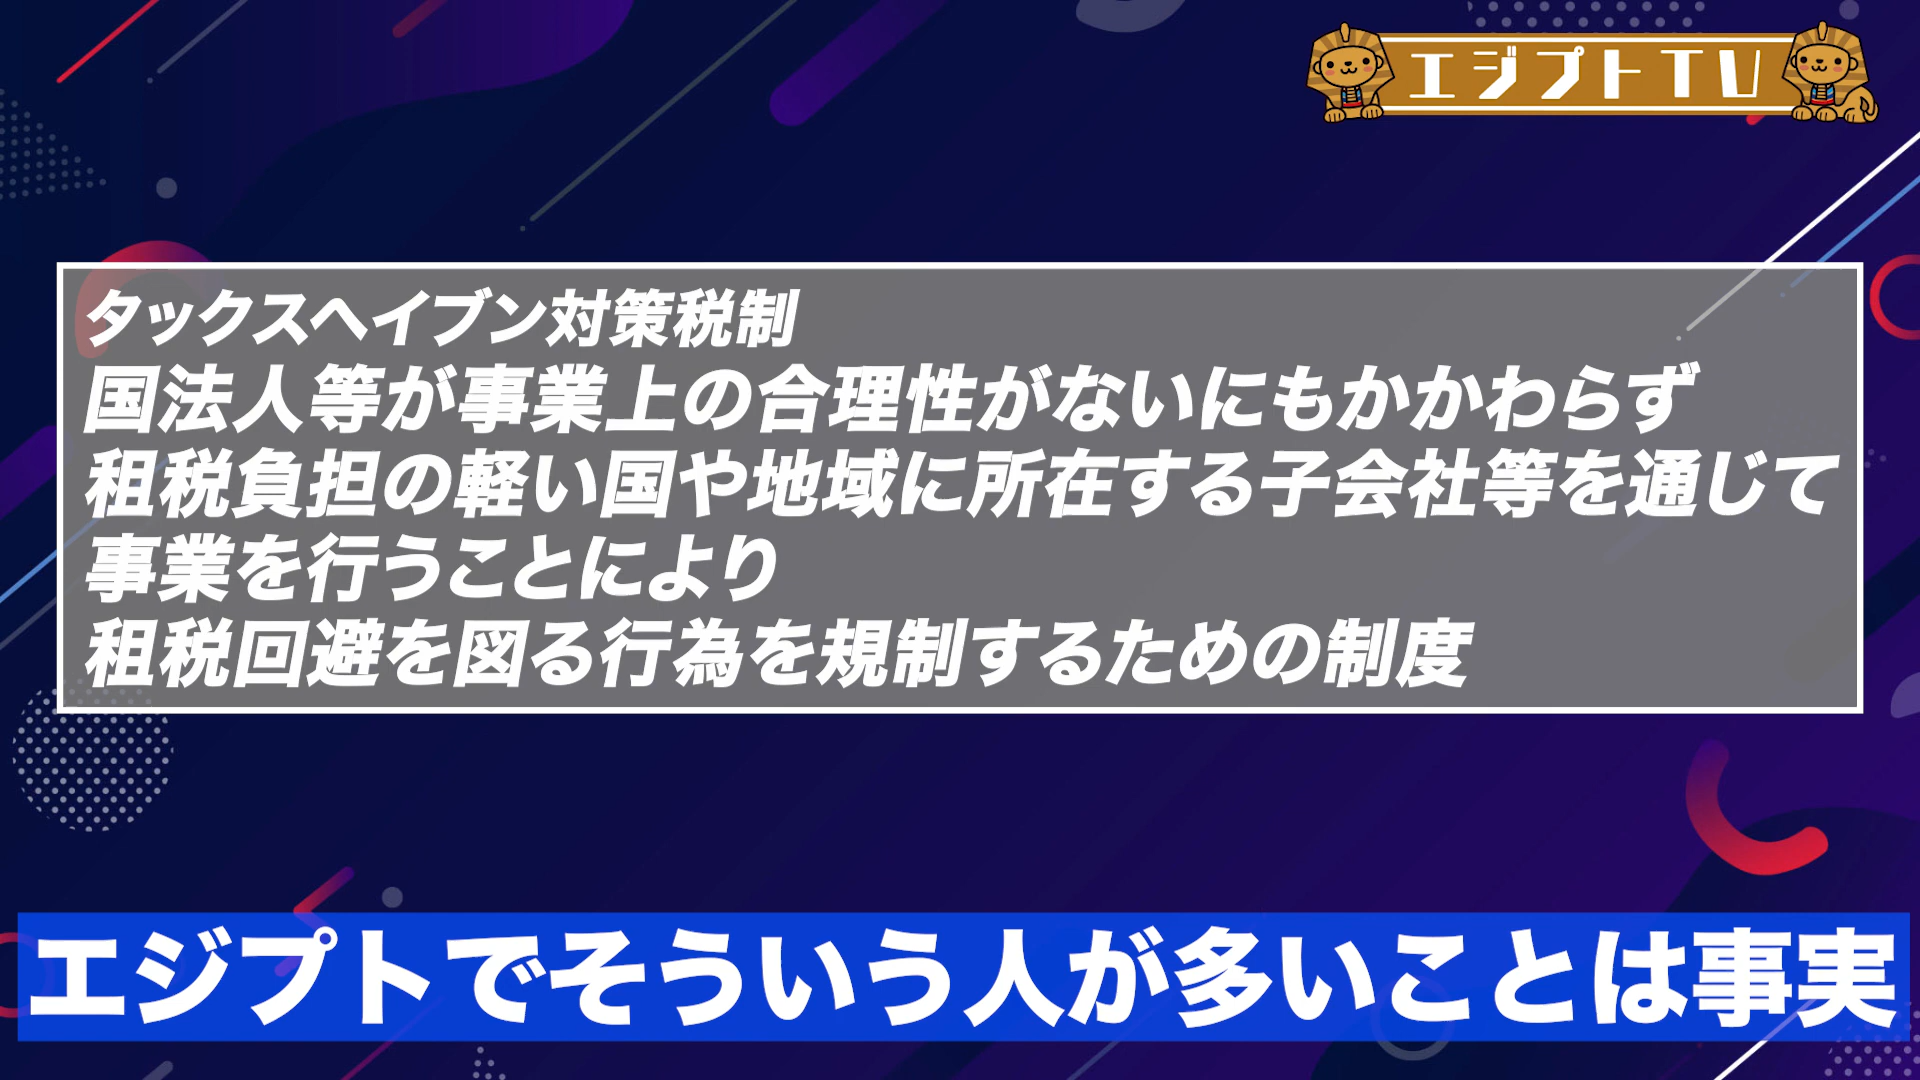 エジプトTV
タックスヘイブン対策税制
国法人等が事業上の合理性がないにもかかわらず
租税負担の軽い国や地域に所在する子会社等を通じて
事業を行うことにより
租税回避を図る行為を規制するための制度
エジプトでそういう人が多いことは事実